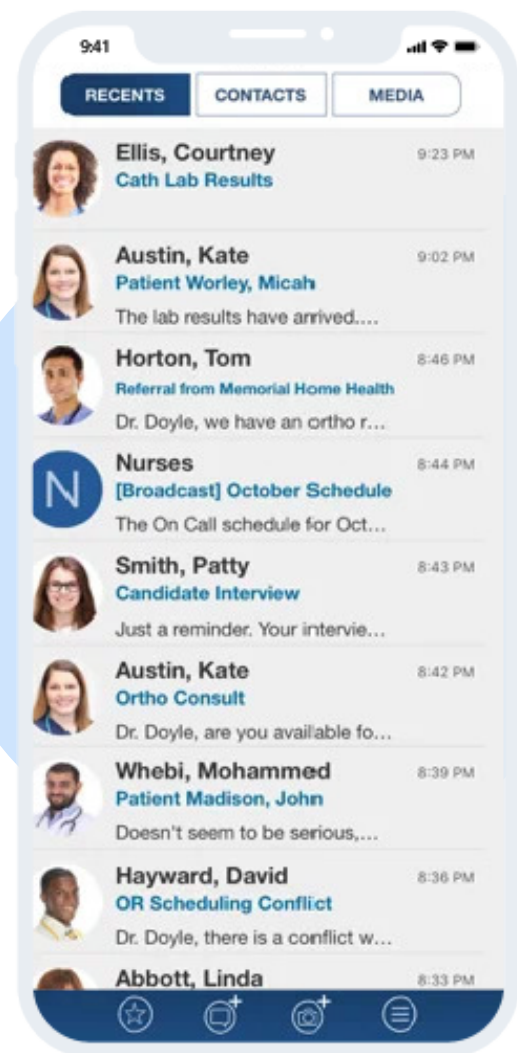 9:41
RECENTS CONTACTS MEDIA
Ellis, Courtney 9:23 PM
Cath Lab Results
Austin, Kate 9:02 PM
Patient Worley, Micah
The lab results have arrived....
Horton, Tom 8:46 PM
Referral from Memorial Home Health
Dr. Doyle, we have an ortho r...
N
Nurses 8:44 PM
[Broadcast] October Schedule
The On Call schedule for Oct...
Smith, Patty 8:43 PM
Candidate Interview
Just a reminder. Your intervie...
Austin, Kate 8:42 PM
Ortho Consult
Dr. Doyle, are you available fo...
Whebi, Mohammed 8:39 PM
Patient Madison, John
Doesn't seem to be serious,...
Hayward, David 8:36 PM
OR Scheduling Conflict
Dr. Doyle, there is a conflict w...
Abbott, Linda 8:33 PM